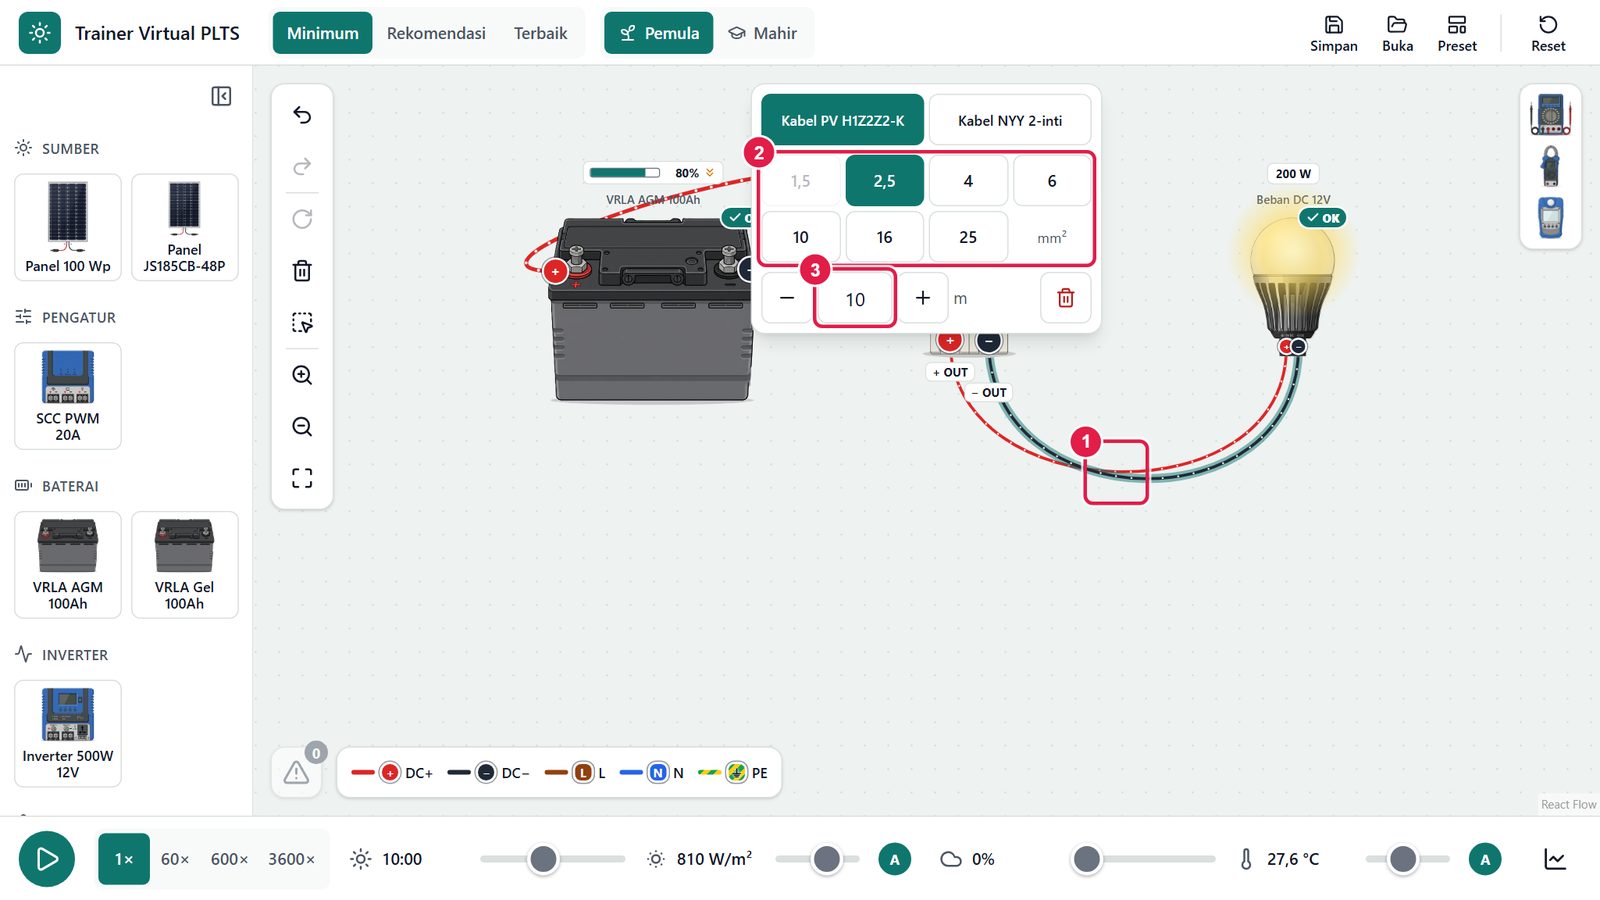 Trainer Virtual PLTS
Minimum
Rekomendasi
Terbaik
Pemula
Mahir
Simpan
Buka
Preset
Reset
SUMBER
Panel 100 Wp
Panel
JS185CB-48P
PENGATUR
SCC PWM
20A
BATERAI
VRLA AGM
100Ah
VRLA Gel
100Ah
INVERTER
Inverter 500W
12V
80%
VRLA AGM 100Ah
Kabel PV H1Z2Z2-K
Kabel NYY 2-inti
2
1,5
2,5
4
6
10
16
25
mm²
3
− 10 + m
200 W
Beban DC 12V
OK
+ OUT
− OUT
1
0
DC+
DC−
L L
N N
PE
React Flow
1×
60×
600×
3600×
10:00
810 W/m²
A
0%
27,6 °C
A